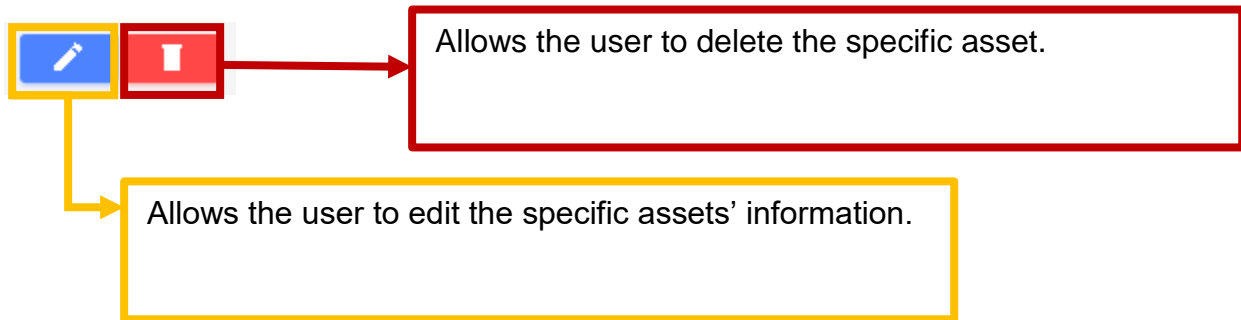 Allows the user to delete the specific asset.
Allows the user to edit the specific assets’ information.